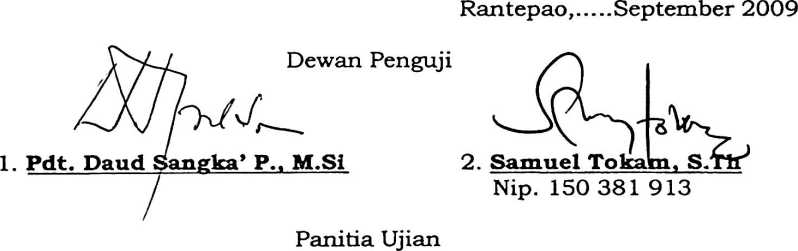 Rantepao,.....September 2009
Dewan Penguji
1. Pdt. Daud Sangka' P., M.Si
2. Samuel Tokam, S.Th
Nip. 150 381 913
Panitia Ujian